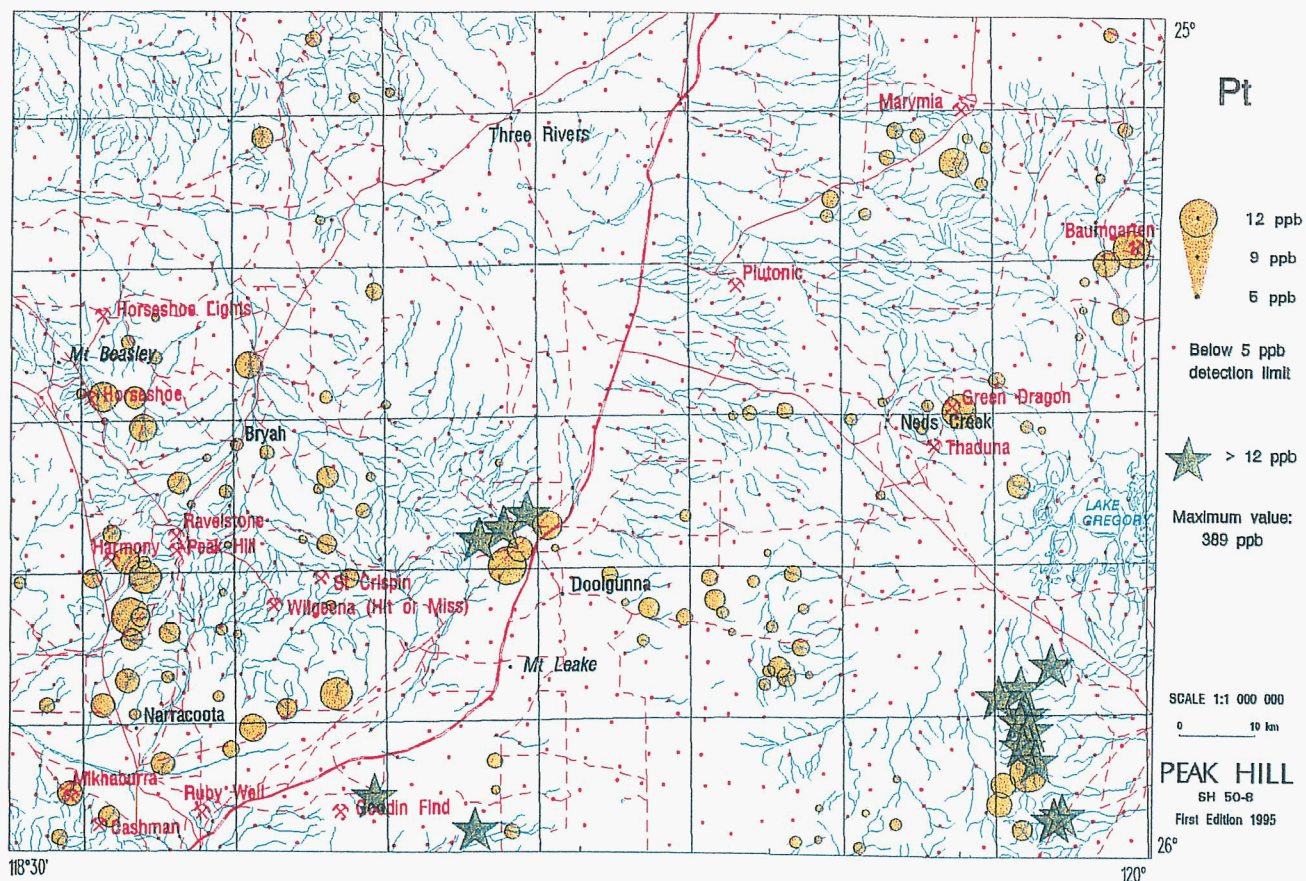 25°
Pt
Marymia
Three Rivers
12 ppb
Baumgarten
9 ppb
Plutonic
5 ppb
Horseshoe Lights
Mt Beasley
Below 5 ppb
detection limit
Horseshoe
Green Dragon
Neds Creek
Bryah
Thaduna
> 12 ppb
LAKE
GREGORY
Ravelstone
Maximum value:
389 ppb
Harmony
Peak Hill
St Crispin
Doolgunna
Wilgeena (Hit or Miss)
Mt Leake
SCALE 1:1 000 000
Narracoota
0 10 km
PEAK HILL
SH 50-8
First Edition 1995
Mikhaburra
Ruby Well
Goodin Find
Cashman
26°
118°30'
120°